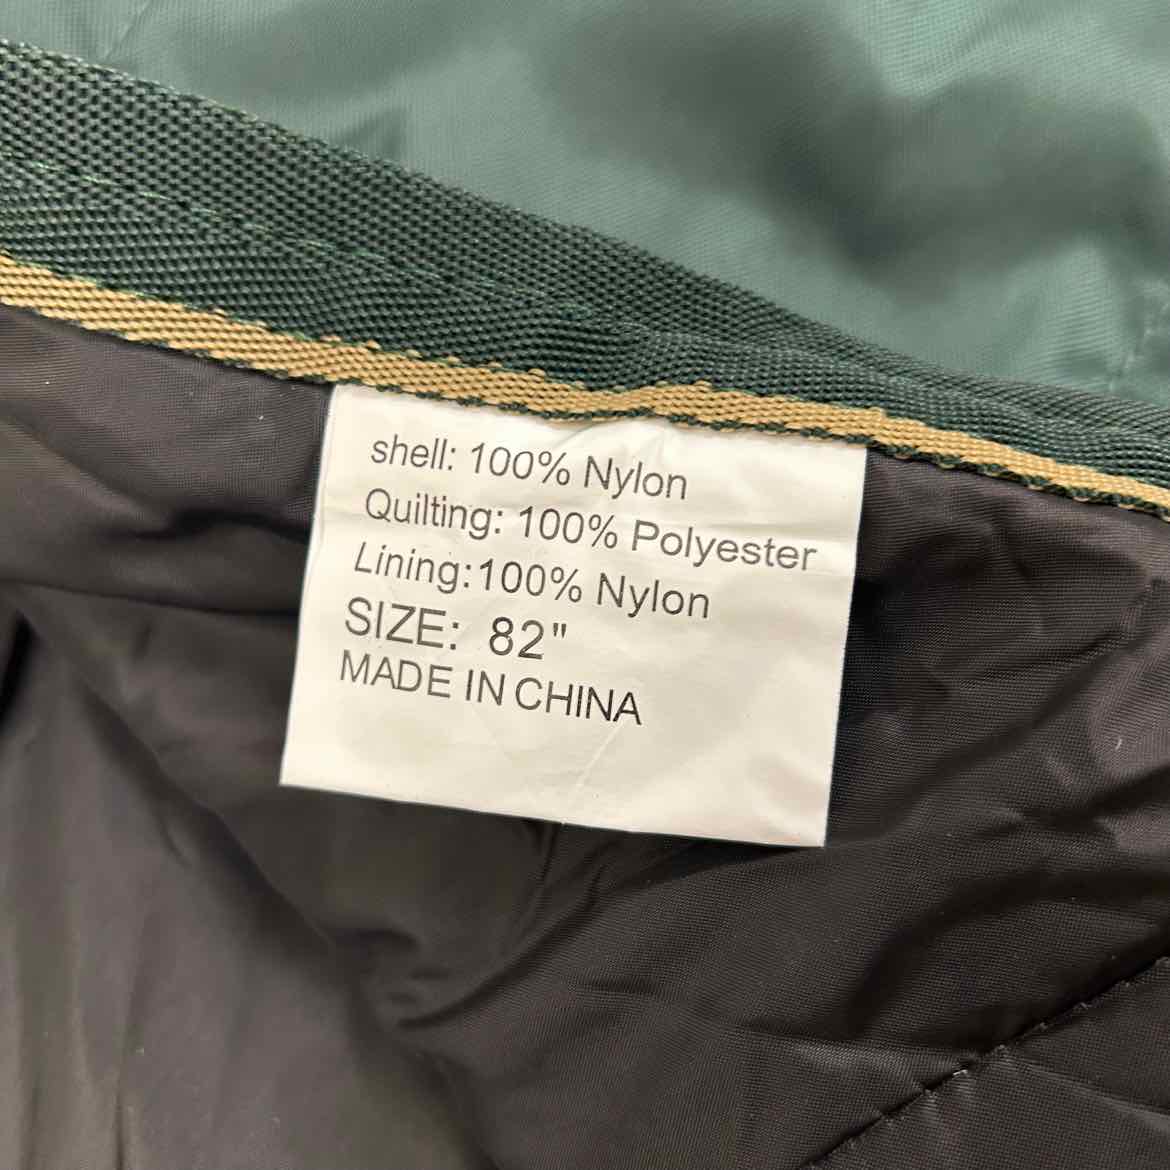 shell: 100% Nylon
Quilting: 100% Polyester
Lining:100% Nylon
SIZE: 82"
MADE IN CHINA